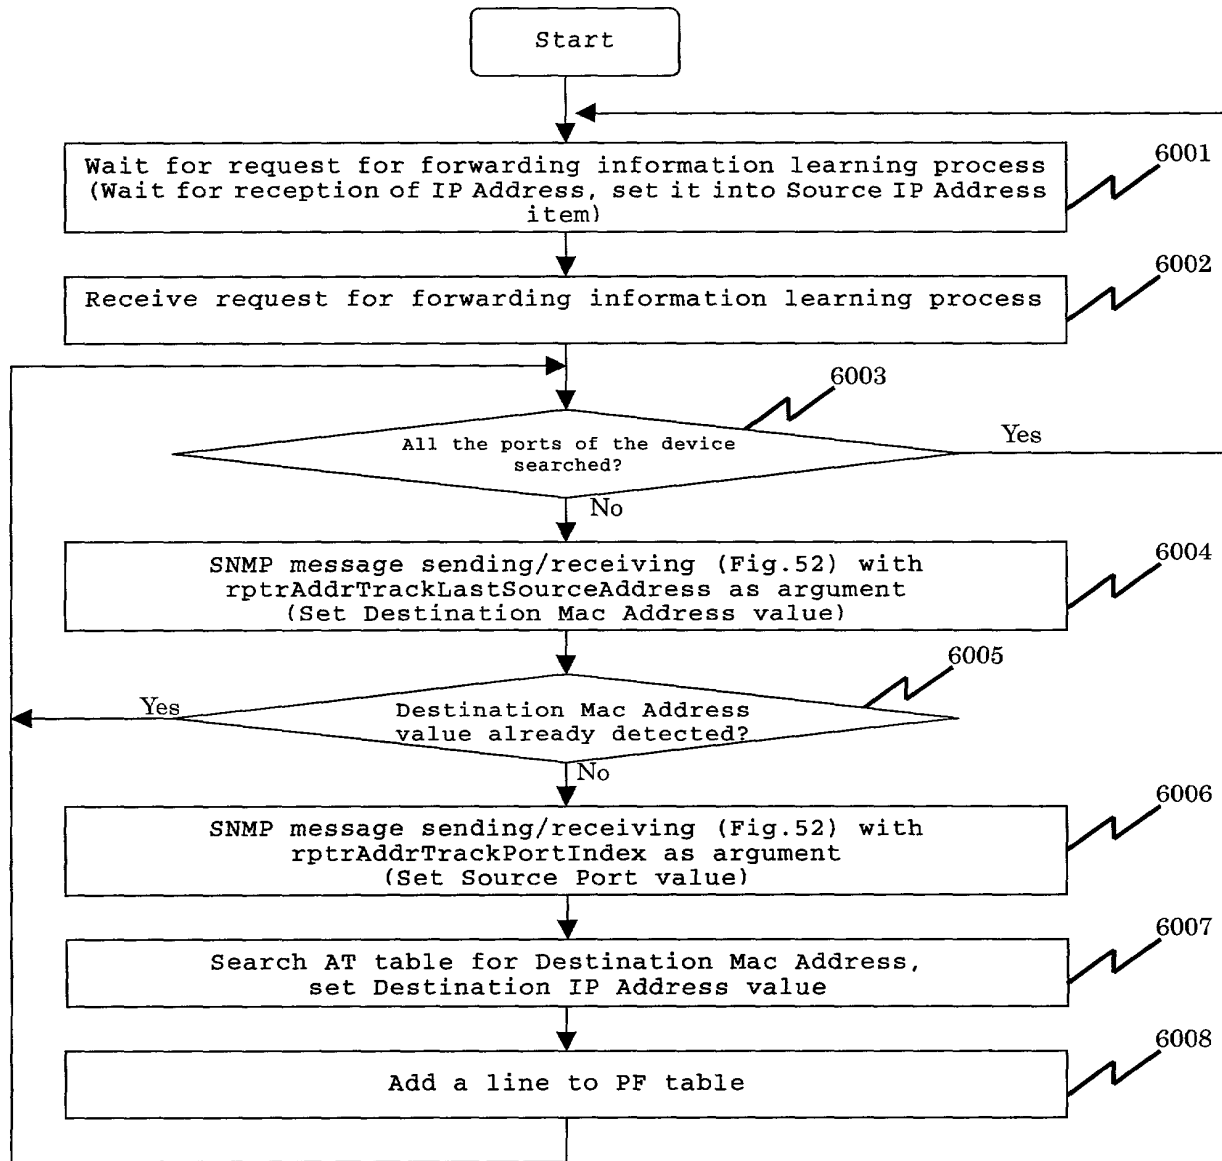 Start
Wait for request for forwarding information learning process
(Wait for reception of IP Address, set it into Source IP Address
item)
6001
Receive request for forwarding information learning process
6002
6003
All the ports of the device
searched?
Yes
No
SNMP message sending/receiving (Fig.52) with
rptrAddrTrackLastSourceAddress as argument
(Set Destination Mac Address value)
6004
6005
Destination Mac Address
value already detected?
Yes
No
SNMP message sending/receiving (Fig.52) with
rptrAddrTrackPortIndex as argument
(Set Source Port value)
6006
Search AT table for Destination Mac Address,
set Destination IP Address value
6007
Add a line to PF table
6008